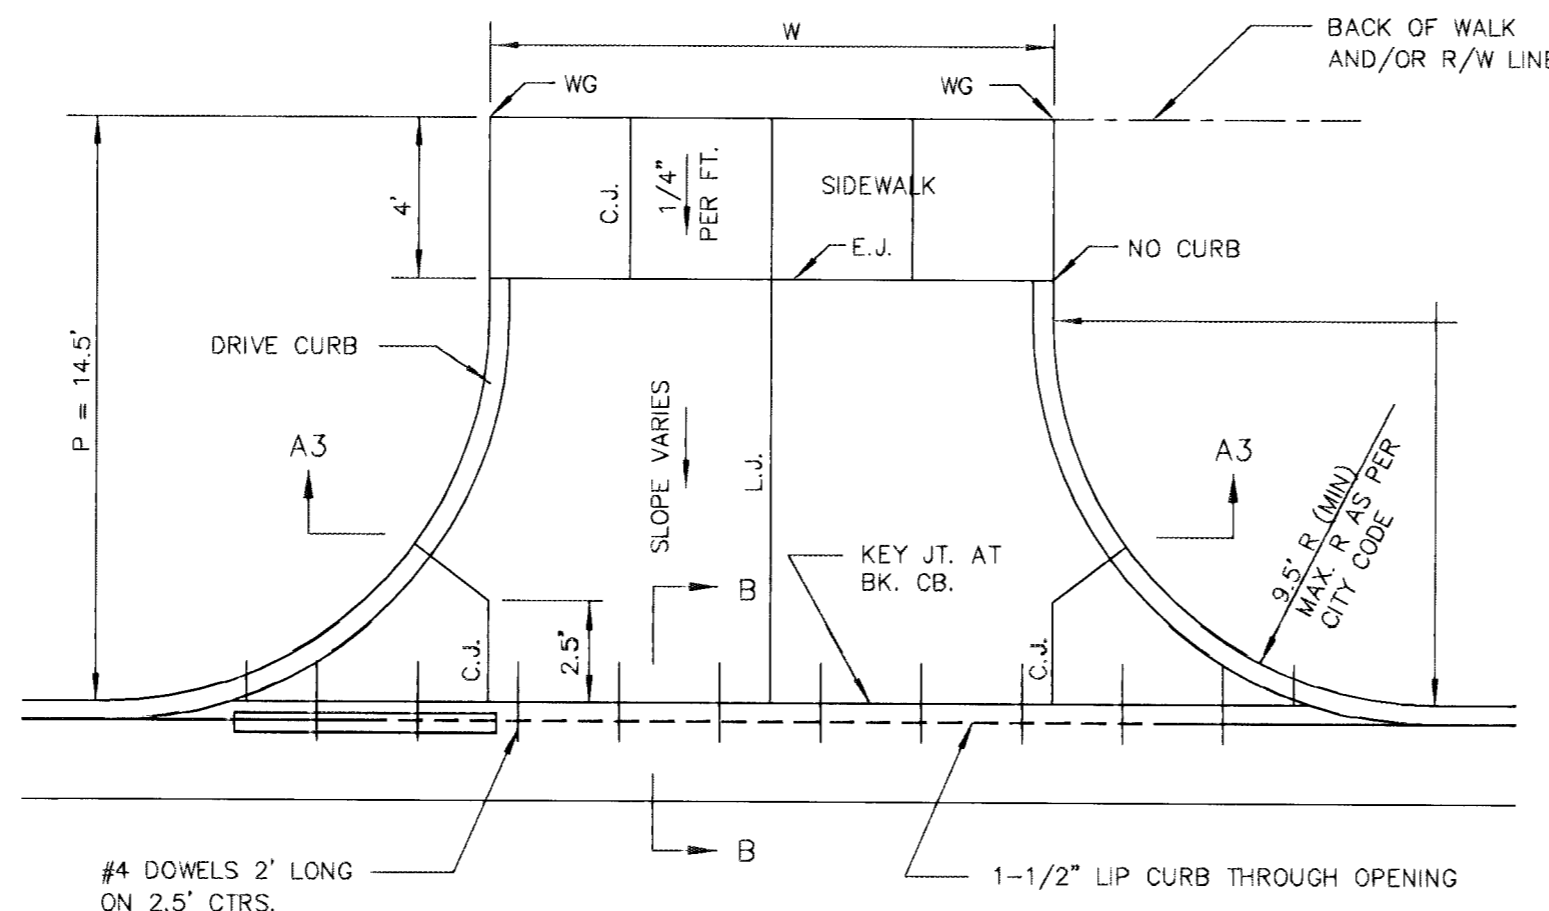 W
BACK OF WALK
AND/OR R/W LINE
WG
WG
4'
C.J.
1/4"
PER FT.
SIDEWALK
E.J.
NO CURB
P = 14.5'
DRIVE CURB
SLOPE VARIES
L.J.
A3
A3
9.5' R (MIN)
MAX. R AS PER
CITY CODE
KEY JT. AT
BK. CB.
B
C.J.
2.5'
C.J.
B
#4 DOWELS 2' LONG
ON 2.5' CTRS.
1-1/2" LIP CURB THROUGH OPENING